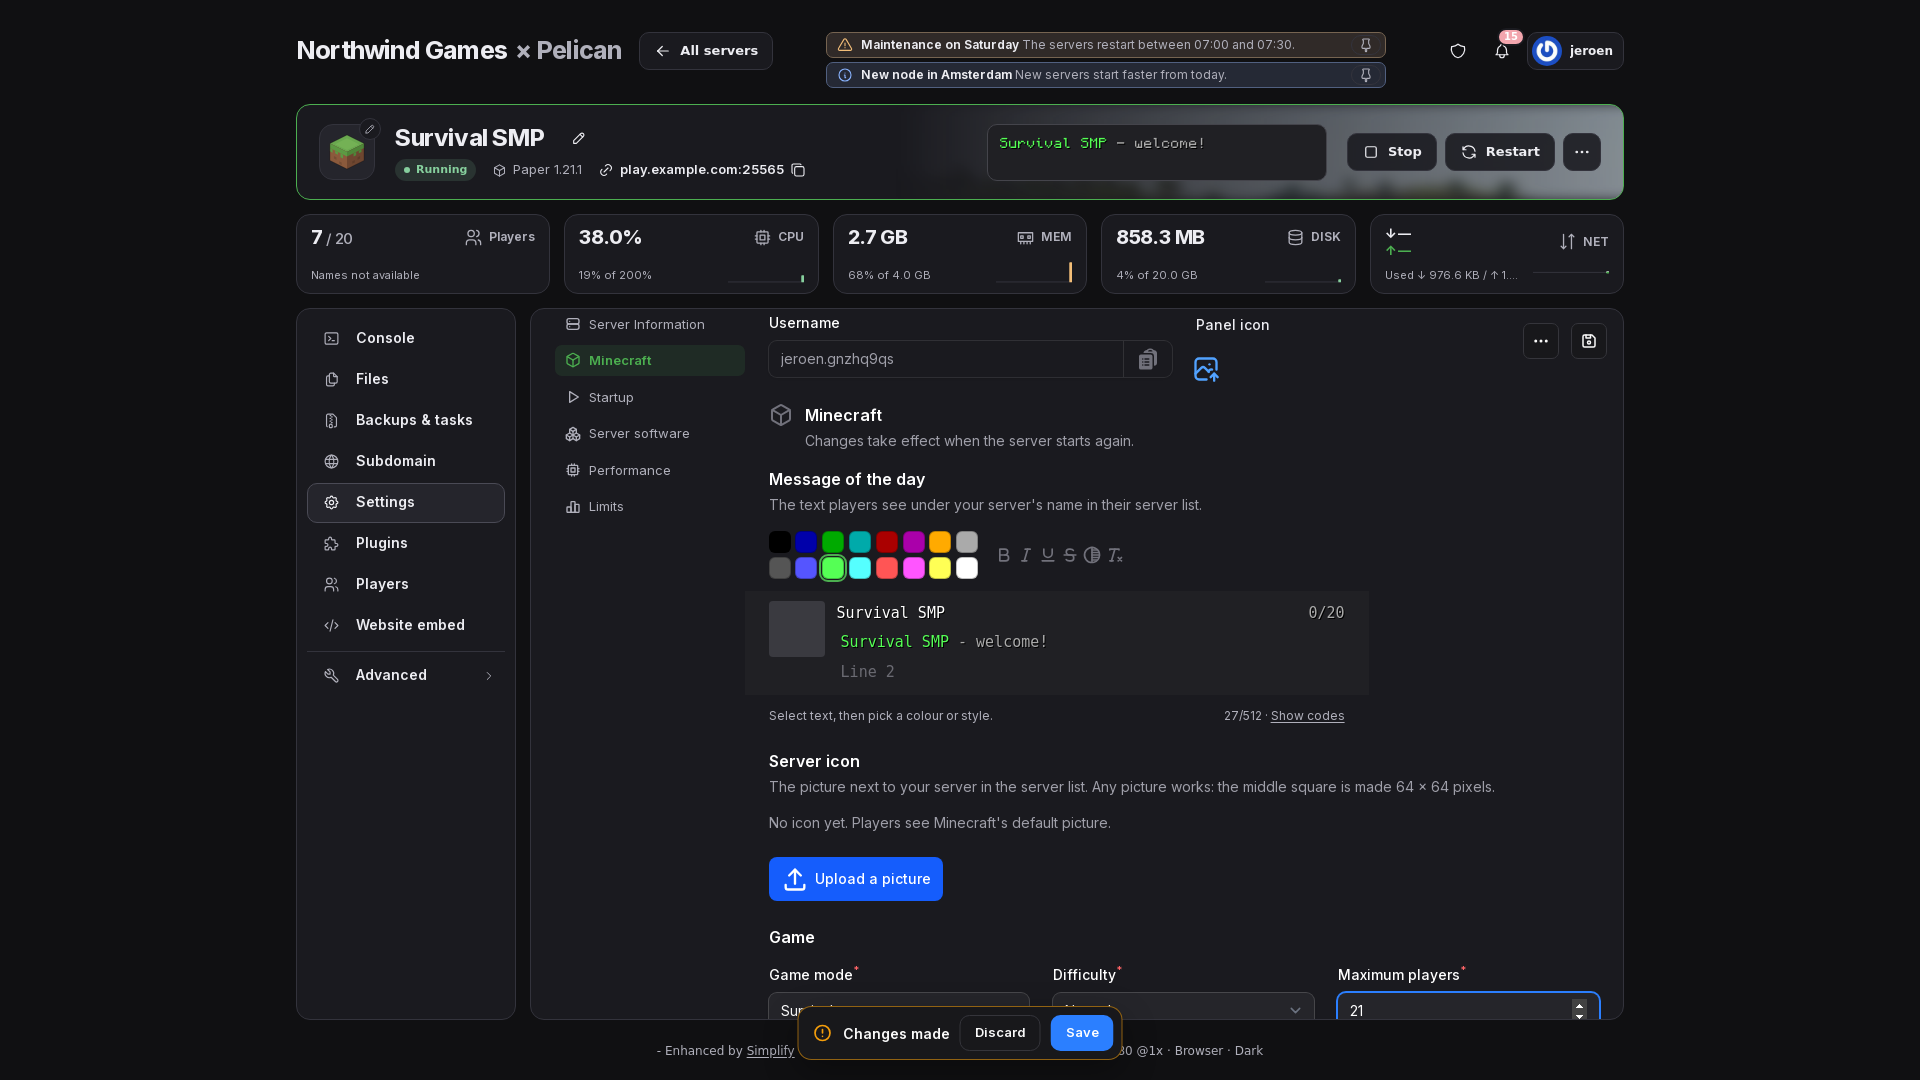 Northwind Games × Pelican
All servers
Maintenance on Saturday The servers restart between 07:00 and 07:30.
New node in Amsterdam New servers start faster from today.
15
jeroen
Survival SMP
Running
Paper 1.21.1
play.example.com:25565
Survival SMP - welcome!
Stop
Restart
7 / 20
Players
Names not available
38.0%
CPU
19% of 200%
2.7 GB
MEM
68% of 4.0 GB
858.3 MB
DISK
4% of 20.0 GB
↓—
↑—
NET
Used ↓ 976.6 KB / ↑ 1....
Console
Files
Backups & tasks
Subdomain
Settings
Plugins
Players
Website embed
Advanced
Server Information
Minecraft
Startup
Server software
Performance
Limits
Username
jeroen.gnzhq9qs
Panel icon
Minecraft
Changes take effect when the server starts again.
Message of the day
The text players see under your server's name in their server list.
B I U S
Survival SMP
0/20
Survival SMP - welcome!
Line 2
Select text, then pick a colour or style.
27/512 · Show codes
Server icon
The picture next to your server in the server list. Any picture works: the middle square is made 64 × 64 pixels.
No icon yet. Players see Minecraft's default picture.
Upload a picture
Game
Game mode*
Difficulty*
Maximum players*
21
Changes made
Discard
Save
- Enhanced by Simplify
@1x · Browser · Dark